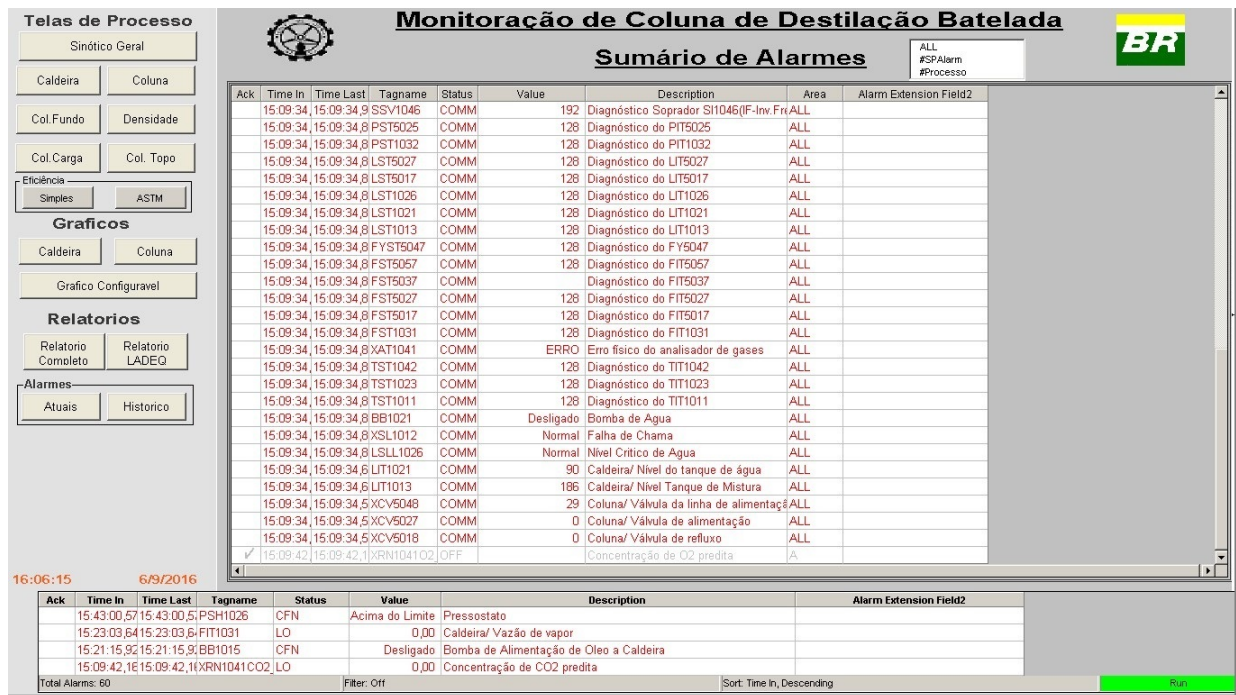 Telas de Processo
Sinótico Geral
Caldeira Coluna
Col.Fundo Densidade
Col.Carga Col. Topo
Eficiência
Simples ASTM
Graficos
Caldeira Coluna
Grafico Configuravel
Relatorios
Relatorio Completo Relatorio LADEQ
Alarmes
Atuais Historico
16:06:15 6/9/2016
Monitoração de Coluna de Destilação Batelada
Sumário de Alarmes
ALL
#SPAlarm
#Processo
BR
Ack Time In Time Last Tagname Status Value Description Area Alarm Extension Field2
15:09:34, 15:09:34,9 SSV1046 COMM 192 Diagnóstico Soprador SI1046(IF-Inv.Fre ALL
15:09:34, 15:09:34,8 PST5025 COMM 128 Diagnóstico do PIT5025 ALL
15:09:34, 15:09:34,8 PST1032 COMM 128 Diagnóstico do PIT1032 ALL
15:09:34, 15:09:34,8 LST5027 COMM 128 Diagnóstico do LIT5027 ALL
15:09:34, 15:09:34,8 LST5017 COMM 128 Diagnóstico do LIT5017 ALL
15:09:34, 15:09:34,8 LST1026 COMM 128 Diagnóstico do LIT1026 ALL
15:09:34, 15:09:34,8 LST1021 COMM 128 Diagnóstico do LIT1021 ALL
15:09:34, 15:09:34,8 LST1013 COMM 128 Diagnóstico do LIT1013 ALL
15:09:34, 15:09:34,8 FYST5047 COMM 128 Diagnóstico do FY5047 ALL
15:09:34, 15:09:34,8 FST5057 COMM 128 Diagnóstico do FIT5057 ALL
15:09:34, 15:09:34,8 FST5037 COMM Diagnóstico do FIT5037 ALL
15:09:34, 15:09:34,8 FST5027 COMM 128 Diagnóstico do FIT5027 ALL
15:09:34, 15:09:34,8 FST5017 COMM 128 Diagnóstico do FIT5017 ALL
15:09:34, 15:09:34,8 FST1031 COMM 128 Diagnóstico do FIT1031 ALL
15:09:34, 15:09:34,8 XAT1041 COMM ERRO Erro físico do analisador de gases ALL
15:09:34, 15:09:34,8 TST1042 COMM 128 Diagnóstico do TIT1042 ALL
15:09:34, 15:09:34,8 TST1023 COMM 128 Diagnóstico do TIT1023 ALL
15:09:34, 15:09:34,8 TST1011 COMM 128 Diagnóstico do TIT1011 ALL
15:09:34, 15:09:34,8 BB1021 COMM Desligado Bomba de Agua ALL
15:09:34, 15:09:34,8 XSL1012 COMM Normal Falha de Chama ALL
15:09:34, 15:09:34,8 LSLL1026 COMM Normal Nível Critico de Agua ALL
15:09:34, 15:09:34,6 LIT1021 COMM 90 Caldeira/ Nível do tanque de água ALL
15:09:34, 15:09:34,6 LIT1013 COMM 186 Caldeira/ Nível Tanque de Mistura ALL
15:09:34, 15:09:34,5 XCV5048 COMM 29 Coluna/ Válvula da linha de alimentaçã ALL
15:09:34, 15:09:34,5 XCV5027 COMM 0 Coluna/ Válvula de alimentação ALL
15:09:34, 15:09:34,5 XCV5018 COMM 0 Coluna/ Válvula de refluxo ALL
15:09:42, 15:09:42,1 XRN1041O2_ OFF Concentração de O2 predita A
Ack Time In Time Last Tagname Status Value Description Alarm Extension Field2
15:43:00,57 15:43:00,5 PSH1026 CFN Acima do Limite Pressostato
15:23:03,64 15:23:03,6 FIT1031 LO 0,00 Caldeira/ Vazão de vapor
15:21:15,92 15:21:15,9 BB1015 CFN Desligado Bomba de Alimentação de Oleo a Caldeira
15:09:42,1 15:09:42,1 XRN1041CO2_ LO 0,00 Concentração de CO2 predita
Total Alarms: 60 Filter: Off Sort: Time In, Descending Run